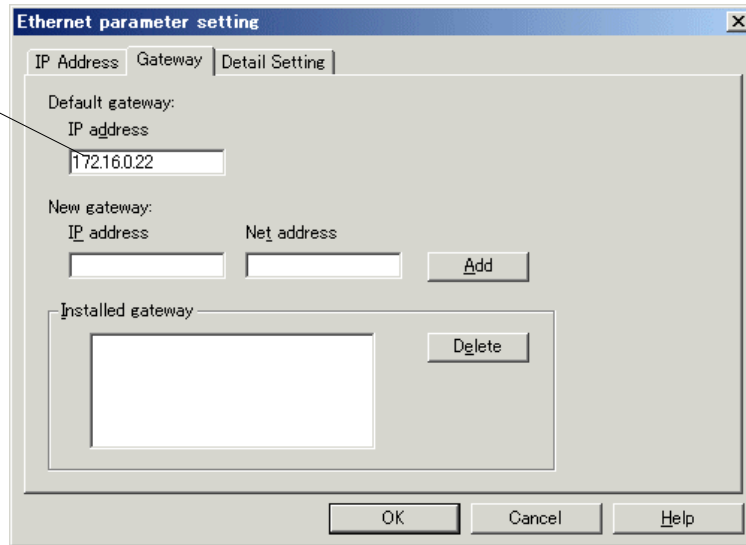 Ethernet parameter setting
IP Address Gateway Detail Setting
Default gateway:
IP address
172.16.0.22
New gateway:
IP address Net address
Add
Installed gateway
Delete
OK Cancel Help